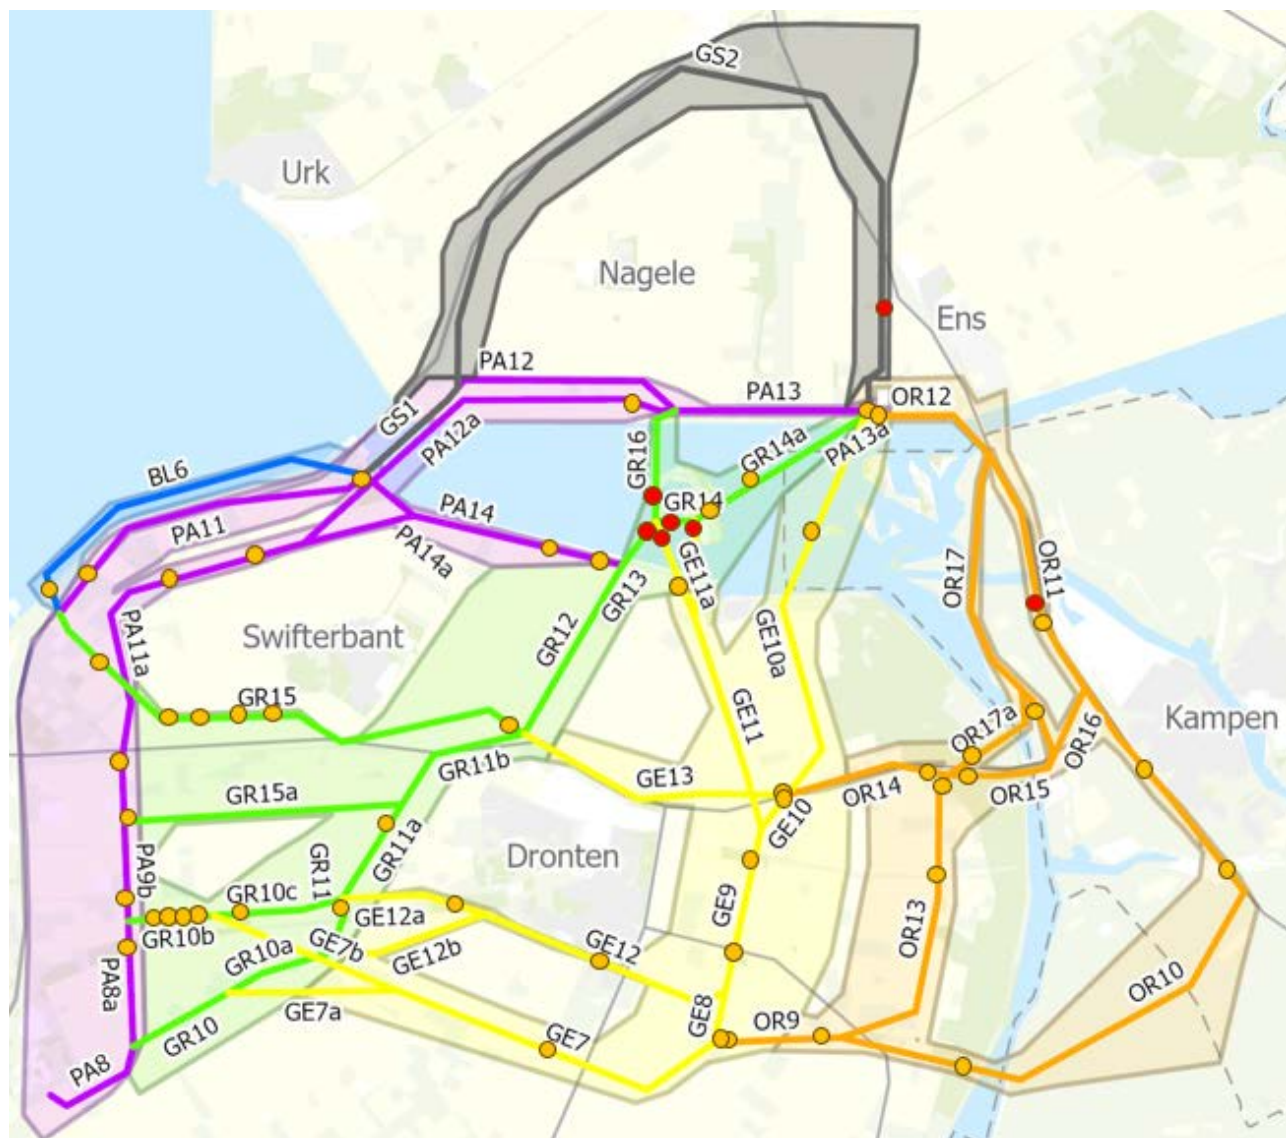 GS2
Urk
Nagele
Ens
PA12
PA13
OR12
GS1
PA12a
GR16
GR14a
PA13a
BL6
PA11
PA14
GR14
PA14a
GE11a
OR17
OR11
PA11a
Swifterbant
GR12
GR13
GE10a
GR15
GE11
OR17a
OR16
Kampen
GR11b
GE13
OR14
OR15
GR15a
GR11a
Dronten
GE10
PA9b
GR10c
GR11
GE12a
GE9
OR13
GR10b
GR10a
GE7b
GE12b
GE12
OR10
PA8a
GE7a
GE8
OR9
GR10
GE7
PA8